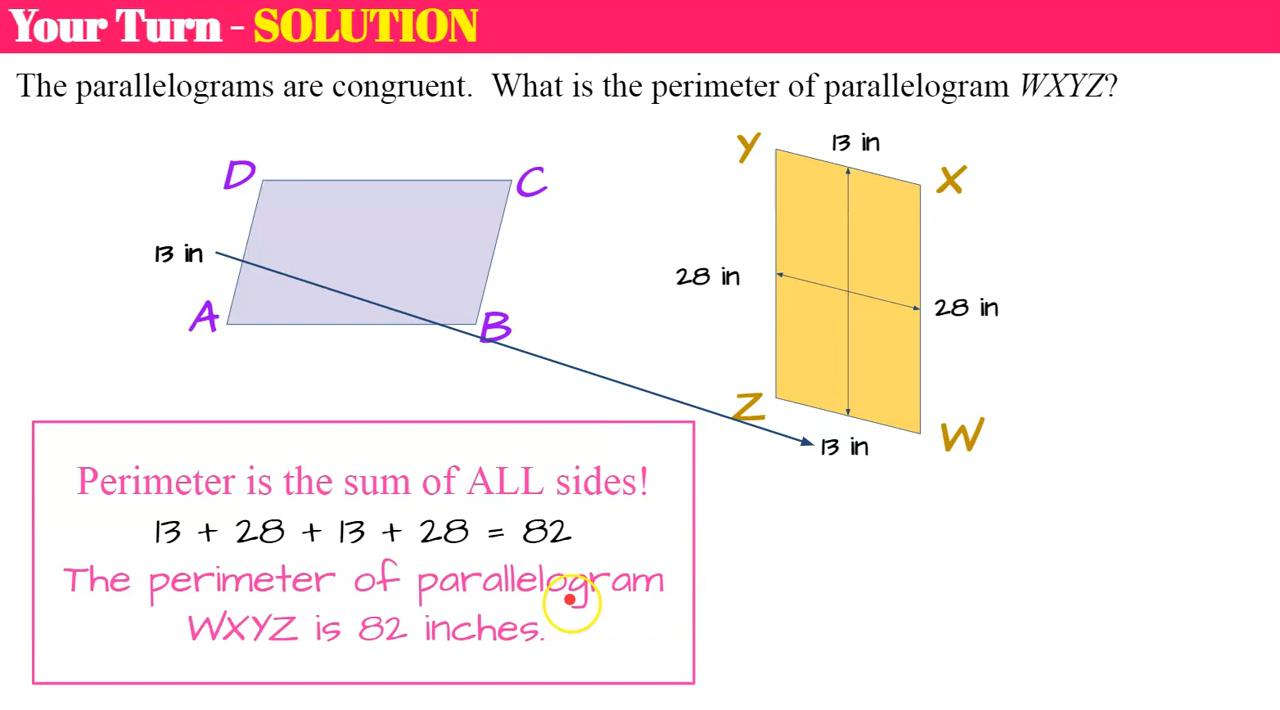 Your Turn - SOLUTION
The parallelograms are congruent. What is the perimeter of parallelogram WXYZ?
D
C
13 in
A
B
Y
13 in
X
28 in
28 in
Z
13 in
W
Perimeter is the sum of ALL sides!
13 + 28 + 13 + 28 = 82
The perimeter of parallelogram
WXYZ is 82 inches.